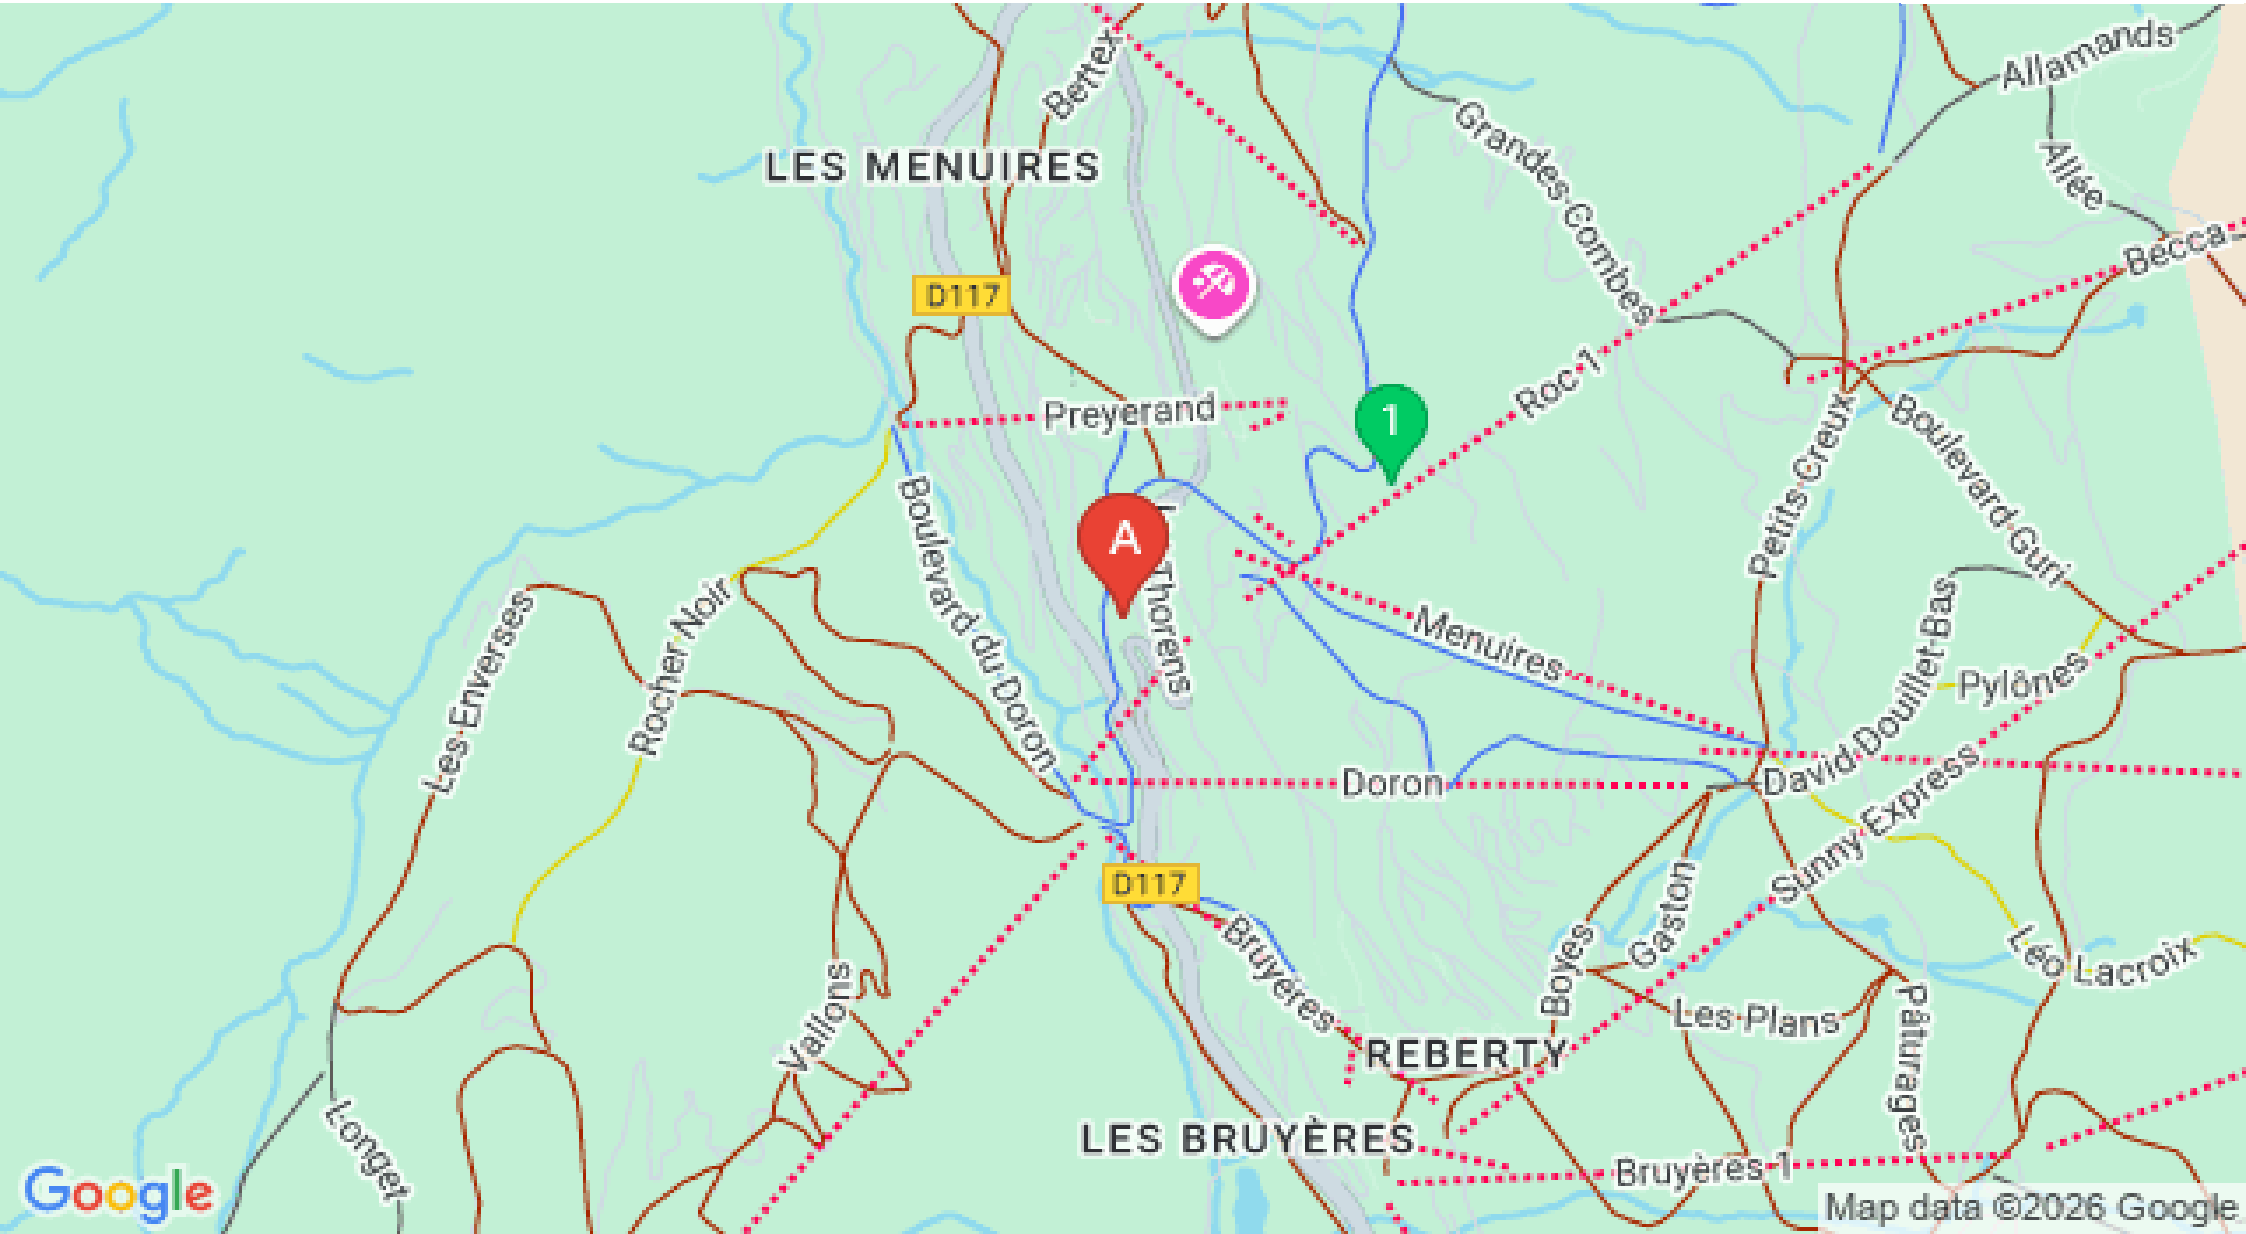 Allamands
Bettex
Grandes Combes
LES MENUIRES
Allée
Becca
D117
Roc 1
Preyerand
1
Petits Creux
Boulevard Guri
A
Boulevard du Doron
Thorens
Les Enverses
Rocher Noir
Menuires
David Douillet Bas
Pylônes
Doron
Sunny Express
D117
Bruyères
Boyes
Gaston
Léo Lacroix
Vallons
Les Plans
Pâturages
REBERTY
Longet
LES BRUYÈRES
Bruyères 1
Google
Map data ©2026 Google